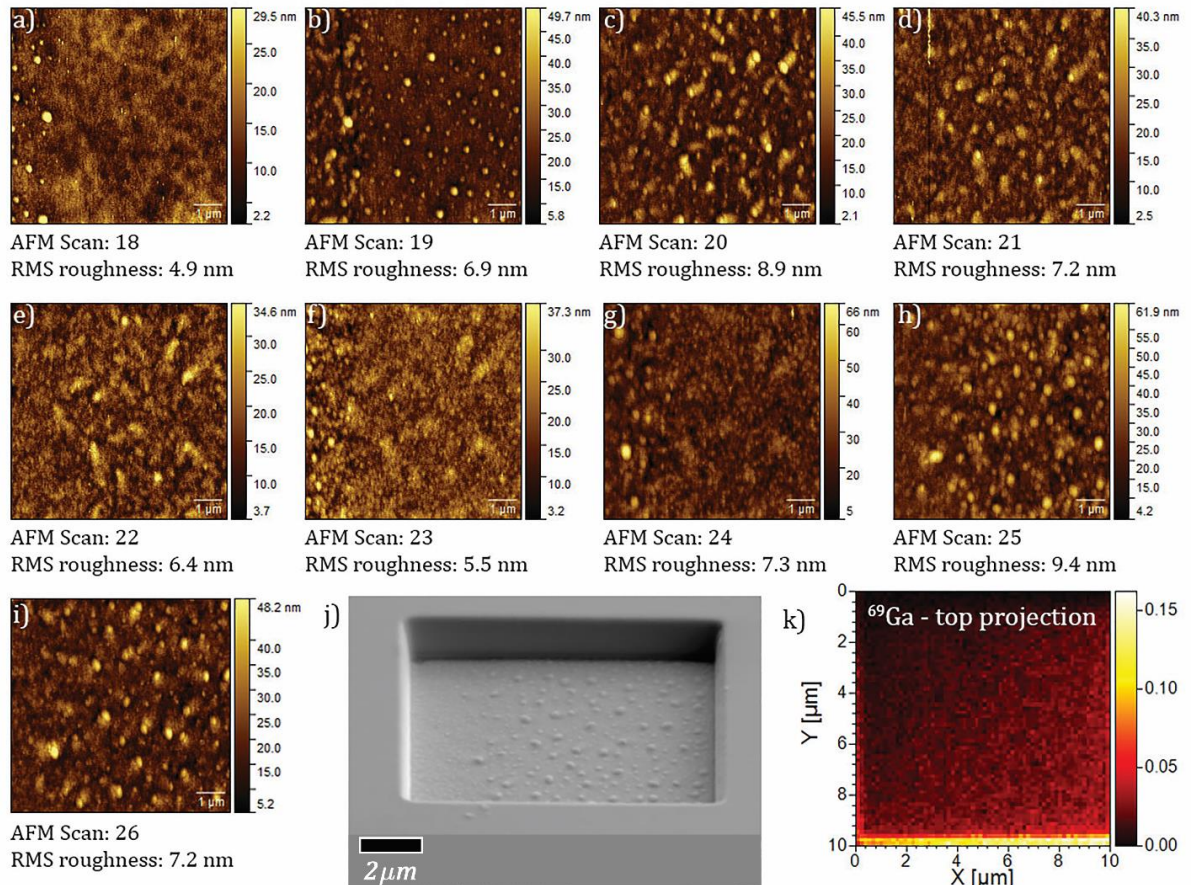 a)
29.5 nm
25.0
20.0
15.0
10.0
2.2
1 μm
AFM Scan: 18
RMS roughness: 4.9 nm
b)
49.7 nm
45.0
40.0
35.0
30.0
25.0
20.0
15.0
5.8
1 μm
AFM Scan: 19
RMS roughness: 6.9 nm
c)
45.5 nm
40.0
35.0
30.0
25.0
20.0
15.0
10.0
2.1
1 μm
AFM Scan: 20
RMS roughness: 8.9 nm
d)
40.3 nm
35.0
30.0
25.0
20.0
15.0
10.0
2.5
1 μm
AFM Scan: 21
RMS roughness: 7.2 nm
e)
34.6 nm
30.0
25.0
20.0
15.0
10.0
3.7
1 μm
AFM Scan: 22
RMS roughness: 6.4 nm
f)
37.3 nm
30.0
25.0
20.0
15.0
10.0
3.2
1 μm
AFM Scan: 23
RMS roughness: 5.5 nm
g)
66 nm
60
50
40
30
20
5
1 μm
AFM Scan: 24
RMS roughness: 7.3 nm
h)
61.9 nm
55.0
50.0
45.0
40.0
35.0
30.0
25.0
20.0
15.0
4.2
1 μm
AFM Scan: 25
RMS roughness: 9.4 nm
i)
48.2 nm
40.0
35.0
30.0
25.0
20.0
15.0
5.2
1 μm
AFM Scan: 26
RMS roughness: 7.2 nm
j)
2μm
k)
⁶⁹Ga - top projection
Y [μm]
0
2
4
6
8
10
0 2 4 6 8 10
X [μm]
0.15
0.10
0.05
0.00